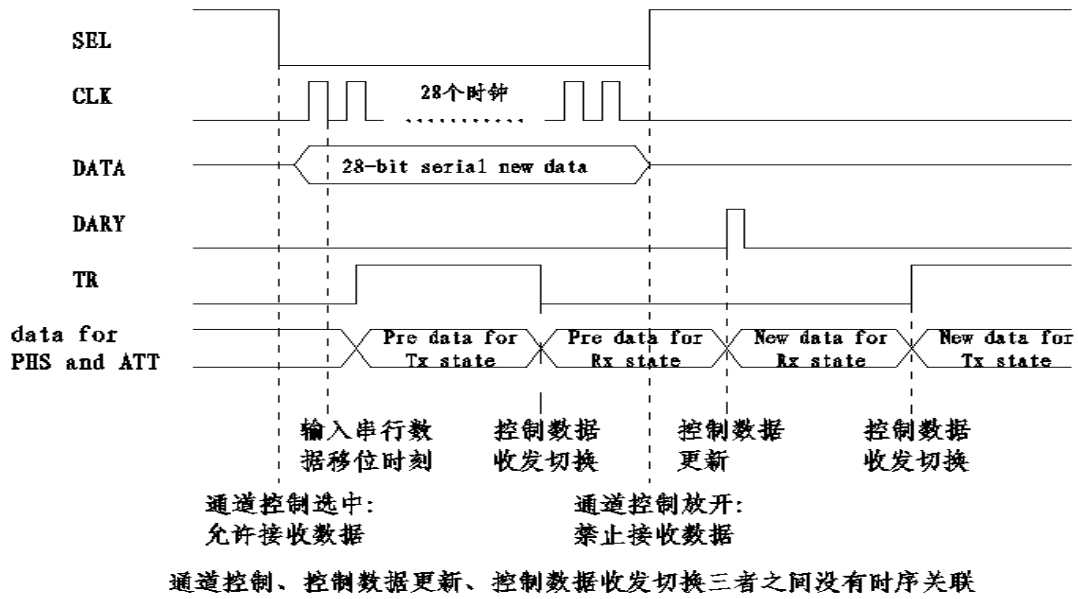 SEL
CLK
28个时钟
DATA
28-bit serial new data
DARY
TR
data for
PHS and ATT
Pre data for
Tx state
Pre data for
Rx state
New data for
Rx state
New data for
Tx state
输入串行数
据移位时刻
控制数据
收发切换
控制数据
更新
控制数据
收发切换
通道控制选中:
允许接收数据
通道控制放开:
禁止接收数据
通道控制、控制数据更新、控制数据收发切换三者之间没有时序关联